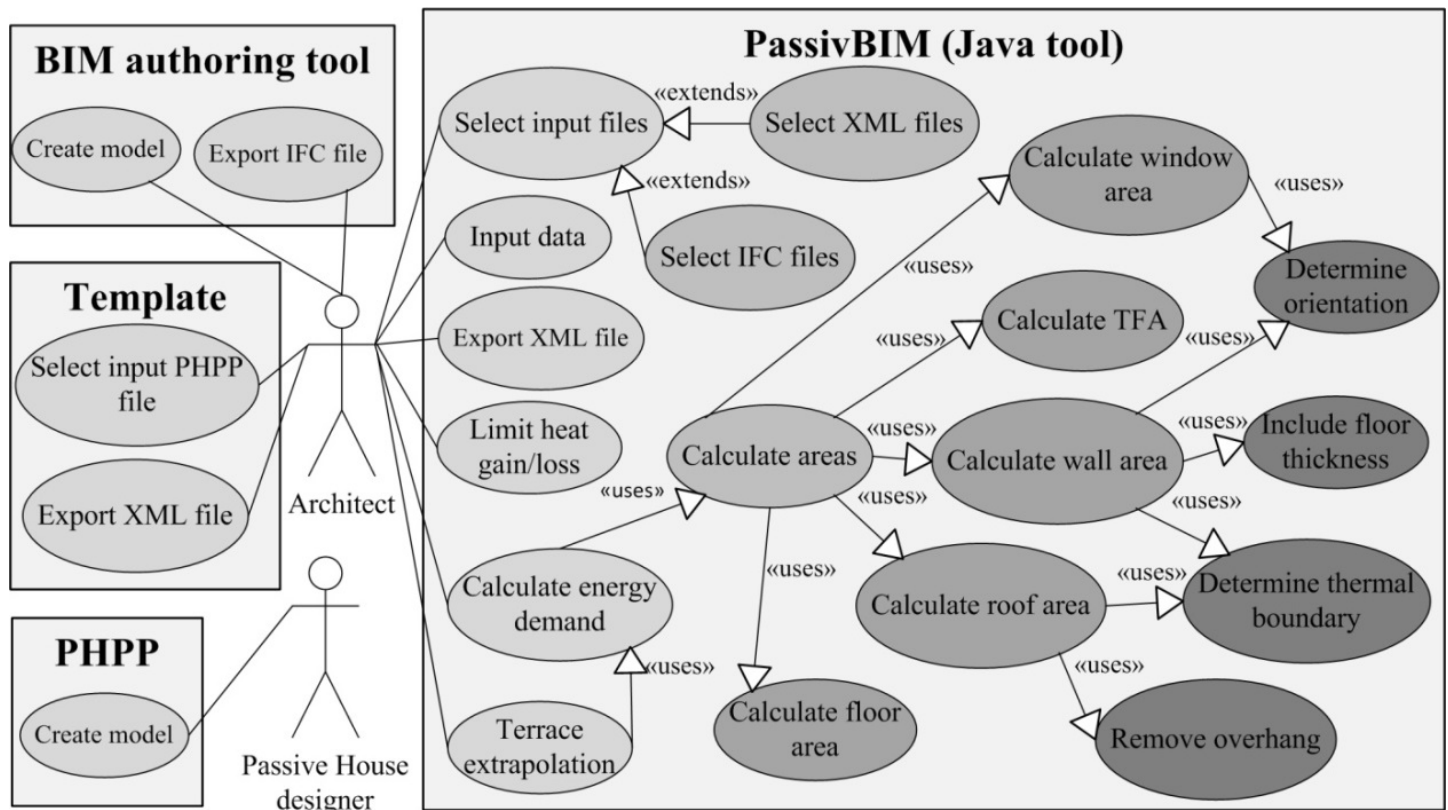 BIM authoring tool
Create model
Export IFC file
Template
Select input PHPP
file
Export XML file
PHPP
Create model
Architect
Passive House
designer
PassivBIM (Java tool)
Select input files
«extends»
Select XML files
«extends»
Select IFC files
Input data
Export XML file
Limit heat
gain/loss
Calculate energy
demand
Terrace
extrapolation
«uses»
«uses»
Calculate areas
«uses»
Calculate window
area
«uses»
Determine
orientation
«uses»
Calculate TFA
«uses»
«uses»
Calculate wall area
«uses»
Include floor
thickness
«uses»
«uses»
Calculate roof area
«uses»
Determine thermal
boundary
«uses»
Remove overhang
«uses»
Calculate floor
area